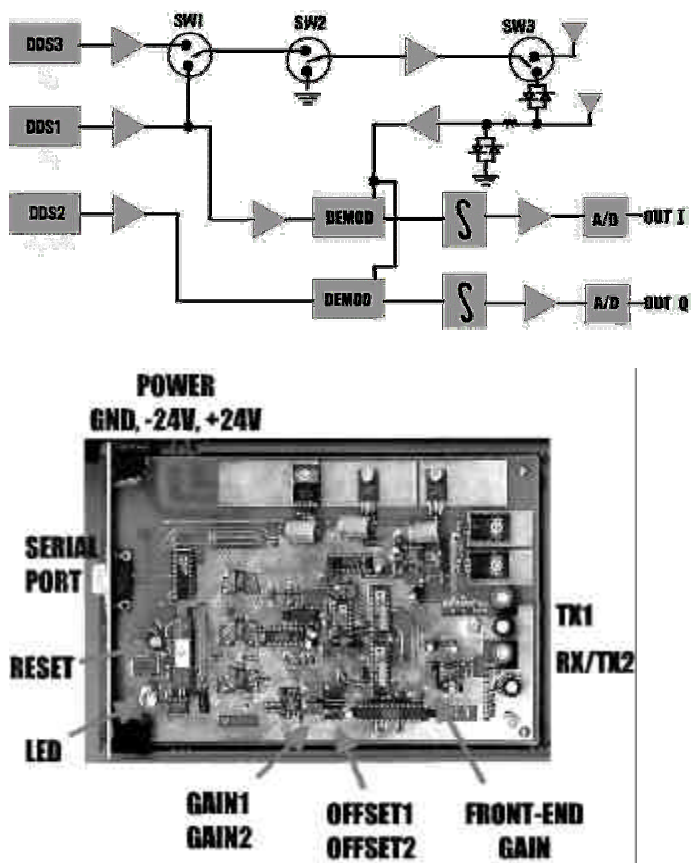 SW1
SW2
SW3
DDS3
DDS1
DDS2
DEMOD
∫
A/D
OUT I
DEMOD
∫
A/D
OUT Q
POWER
GND, -24V, +24V
SERIAL
PORT
TX1
RX/TX2
RESET
LED
GAIN1
GAIN2
OFFSET1
OFFSET2
FRONT-END
GAIN